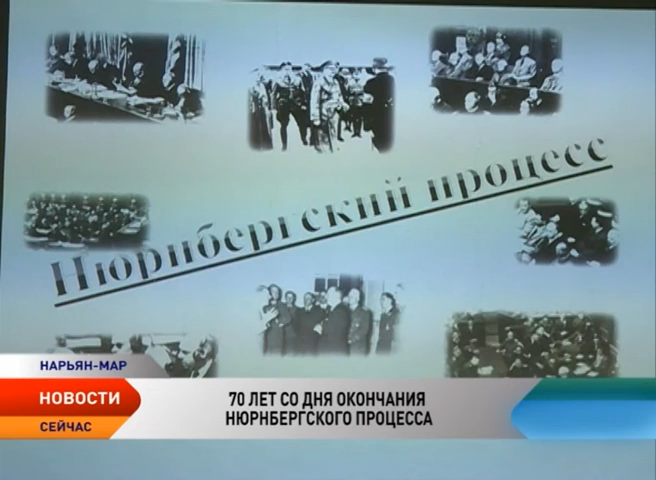 Нюрнбергский процесс
НАРЬЯН-МАР
НОВОСТИ
СЕЙЧАС
70 ЛЕТ СО ДНЯ ОКОНЧАНИЯ
НЮРНБЕРГСКОГО ПРОЦЕССА